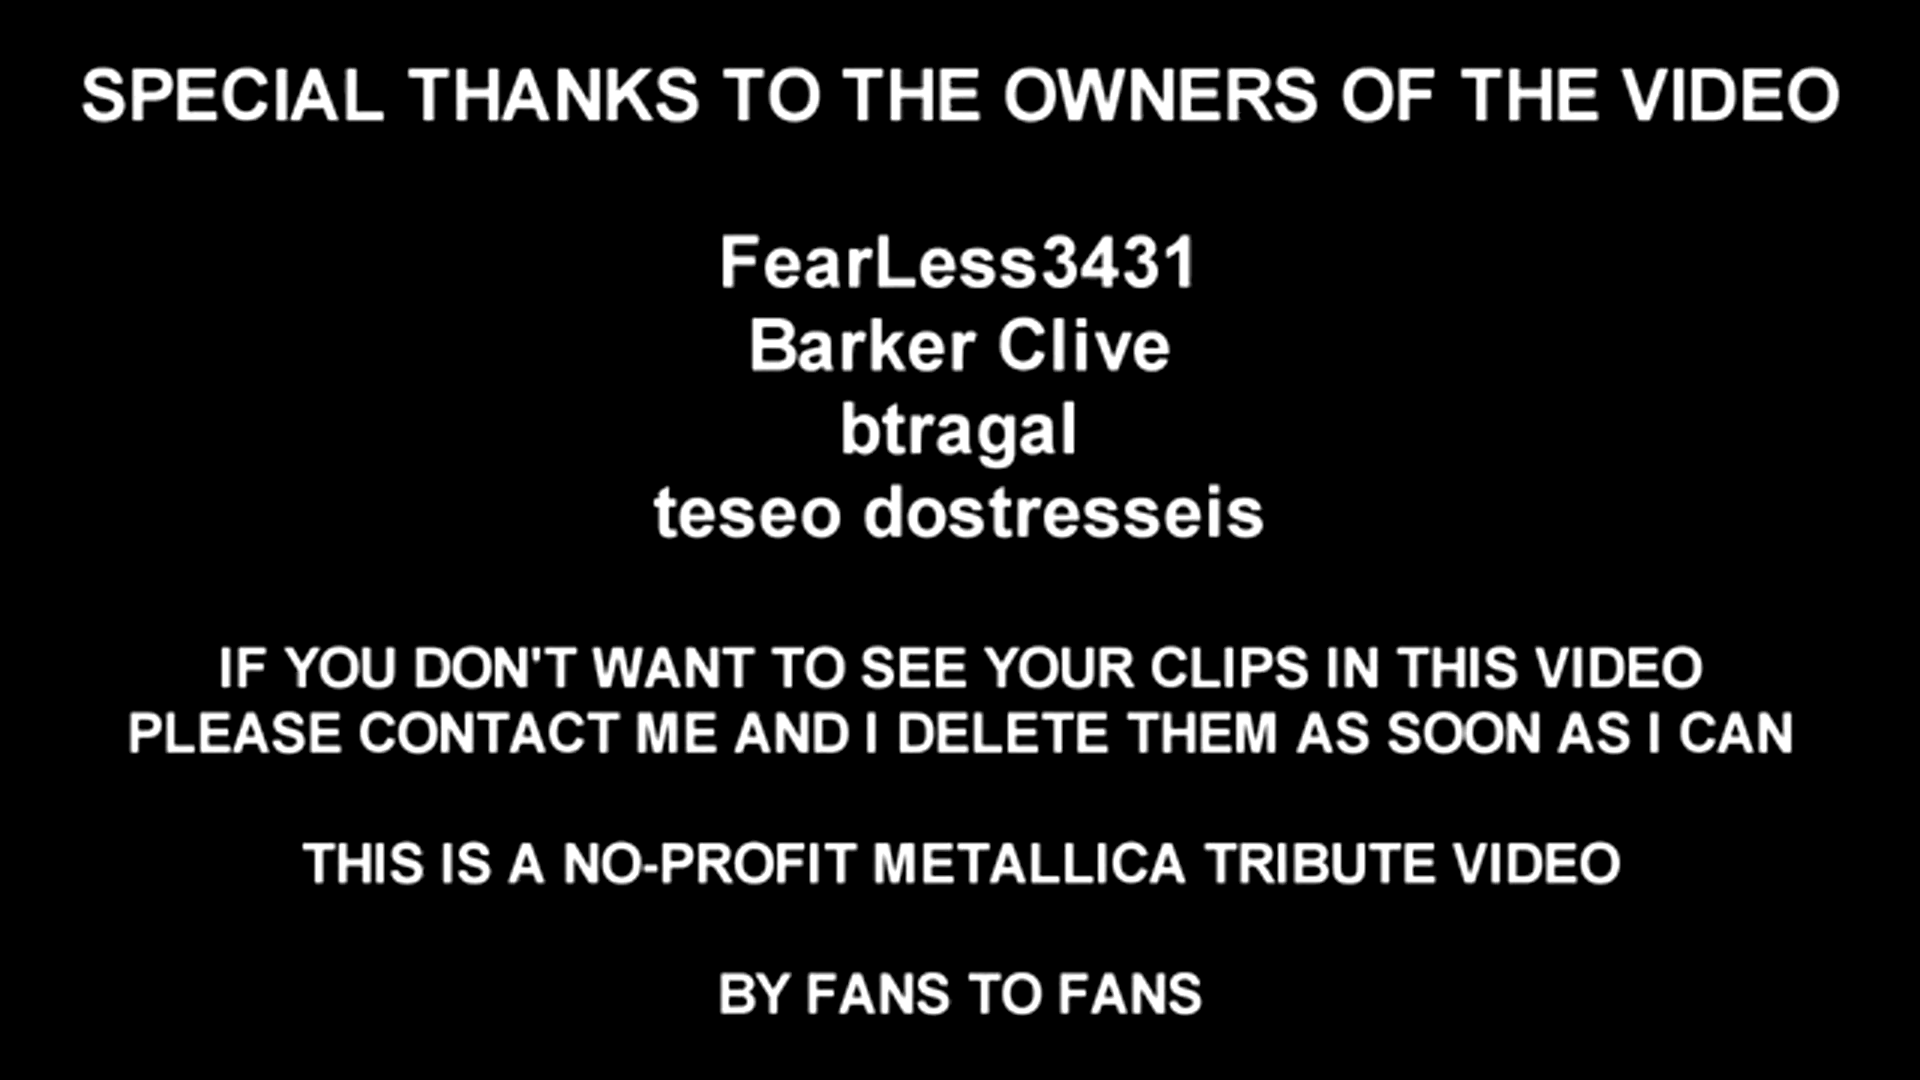 SPECIAL THANKS TO THE OWNERS OF THE VIDEO
FearLess3431
Barker Clive
btragal
teseo dostresseis
IF YOU DON'T WANT TO SEE YOUR CLIPS IN THIS VIDEO
PLEASE CONTACT ME AND I DELETE THEM AS SOON AS I CAN
THIS IS A NO-PROFIT METALLICA TRIBUTE VIDEO
BY FANS TO FANS